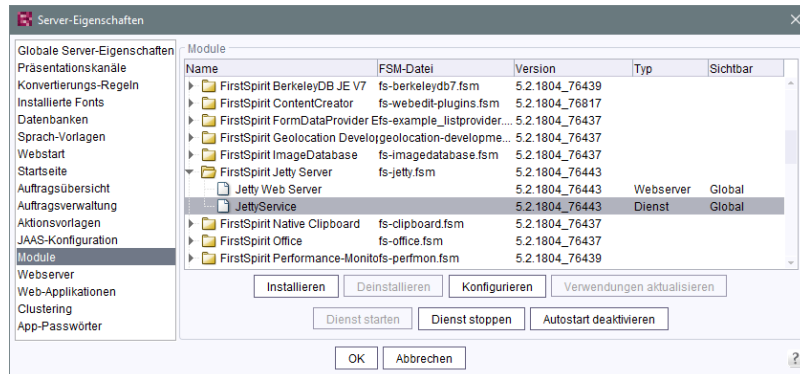 Server-Eigenschaften
Globale Server-Eigenschaften
Präsentationskanäle
Konvertierungs-Regeln
Installierte Fonts
Datenbanken
Sprach-Vorlagen
Webstart
Startseite
Auftragsübersicht
Auftragsverwaltung
Aktionsvorlagen
JAAS-Konfiguration
Module
Webserver
Web-Applikationen
Clustering
App-Passwörter
Module
Name FSM-Datei Version Typ Sichtbar
FirstSpirit BerkeleyDB JE V7 fs-berkeleydb7.fsm 5.2.1804_76439
FirstSpirit ContentCreator fs-webedit-plugins.fsm 5.2.1804_76817
FirstSpirit FormDataProvider E fs-example_listprovider.... 5.2.1804_76437
FirstSpirit Geolocation Develo geolocation-developme... 5.2.1804_76437
FirstSpirit ImageDatabase fs-imagedatabase.fsm 5.2.1804_76437
FirstSpirit Jetty Server fs-jetty.fsm 5.2.1804_76443
Jetty Web Server 5.2.1804_76443 Webserver Global
JettyService 5.2.1804_76443 Dienst Global
FirstSpirit Native Clipboard fs-clipboard.fsm 5.2.1804_76437
FirstSpirit Office fs-office.fsm 5.2.1804_76437
FirstSpirit Performance-Monito fs-perfmon.fsm 5.2.1804_76439
Installieren Deinstallieren Konfigurieren Verwendungen aktualisieren
Dienst starten Dienst stoppen Autostart deaktivieren
OK Abbrechen
?